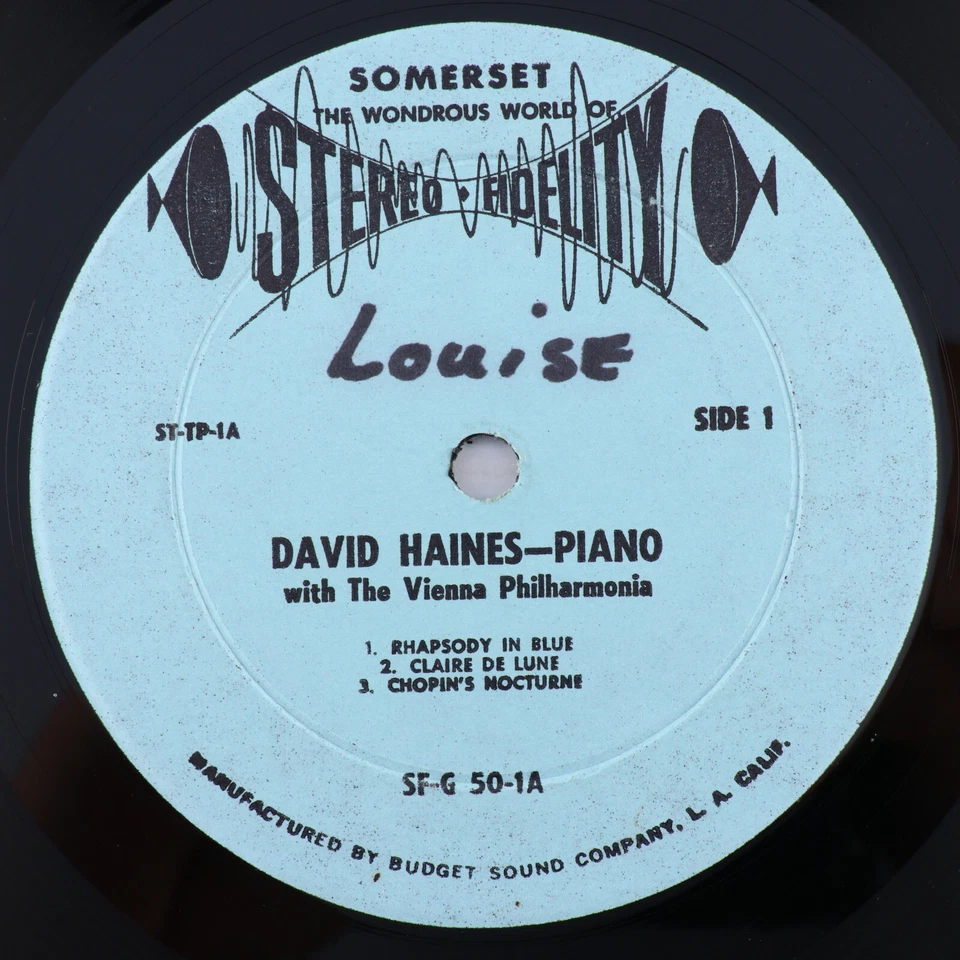 SOMERSET
THE WONDROUS WORLD OF
STEREO • FIDELITY
Louise
ST-TP-1A
SIDE 1
DAVID HAINES—PIANO
with The Vienna Philharmonia
1. RHAPSODY IN BLUE
2. CLAIRE DE LUNE
3. CHOPIN'S NOCTURNE
SF-G 50-1A
MANUFACTURED BY BUDGET SOUND COMPANY, L. A. CALIF.